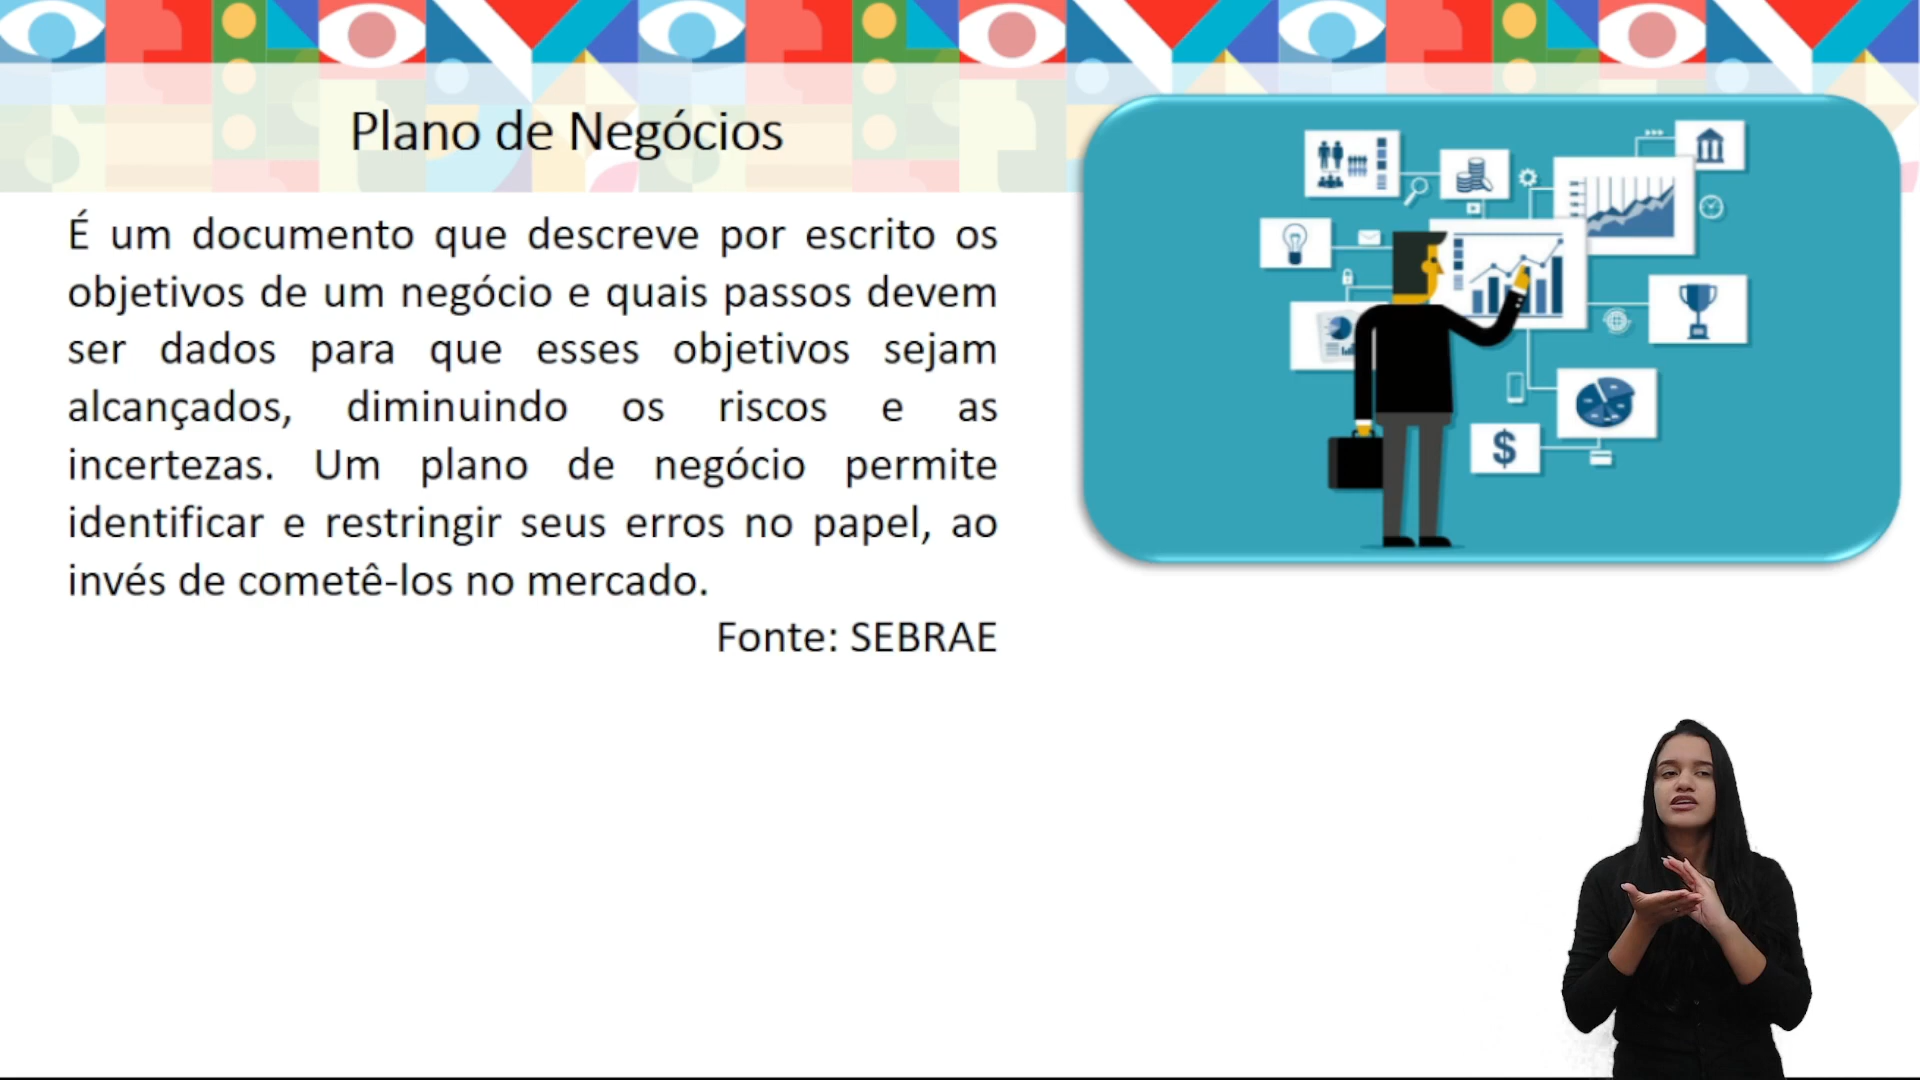 Plano de Negócios
É um documento que descreve por escrito os
objetivos de um negócio e quais passos devem
ser dados para que esses objetivos sejam
alcançados, diminuindo os riscos e as
incertezas. Um plano de negócio permite
identificar e restringir seus erros no papel, ao
invés de cometê-los no mercado.
Fonte: SEBRAE
$